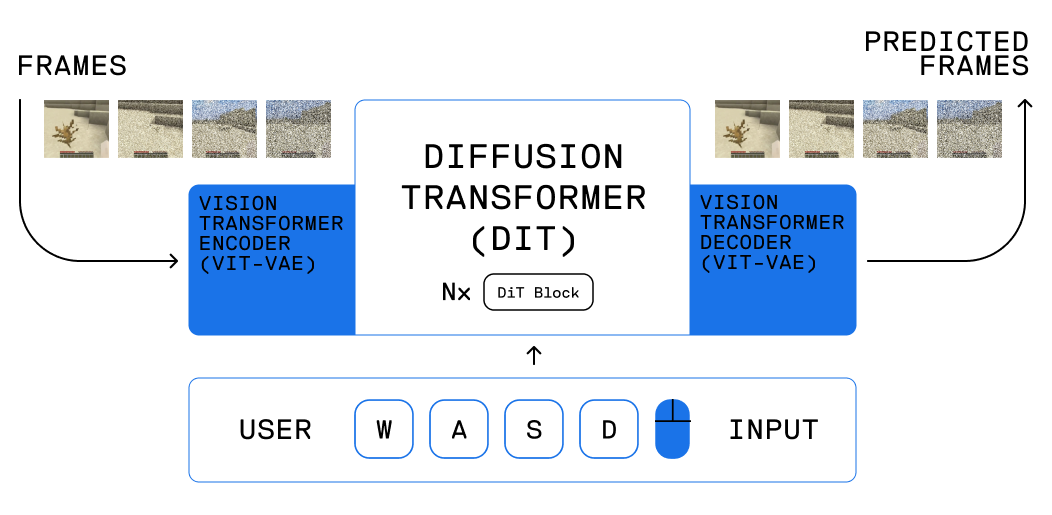 FRAMES
PREDICTED
FRAMES
VISION
TRANSFORMER
ENCODER
(VIT-VAE)
DIFFUSION
TRANSFORMER
(DIT)
Nx DiT Block
VISION
TRANSFORMER
DECODER
(VIT-VAE)
USER W A S D INPUT